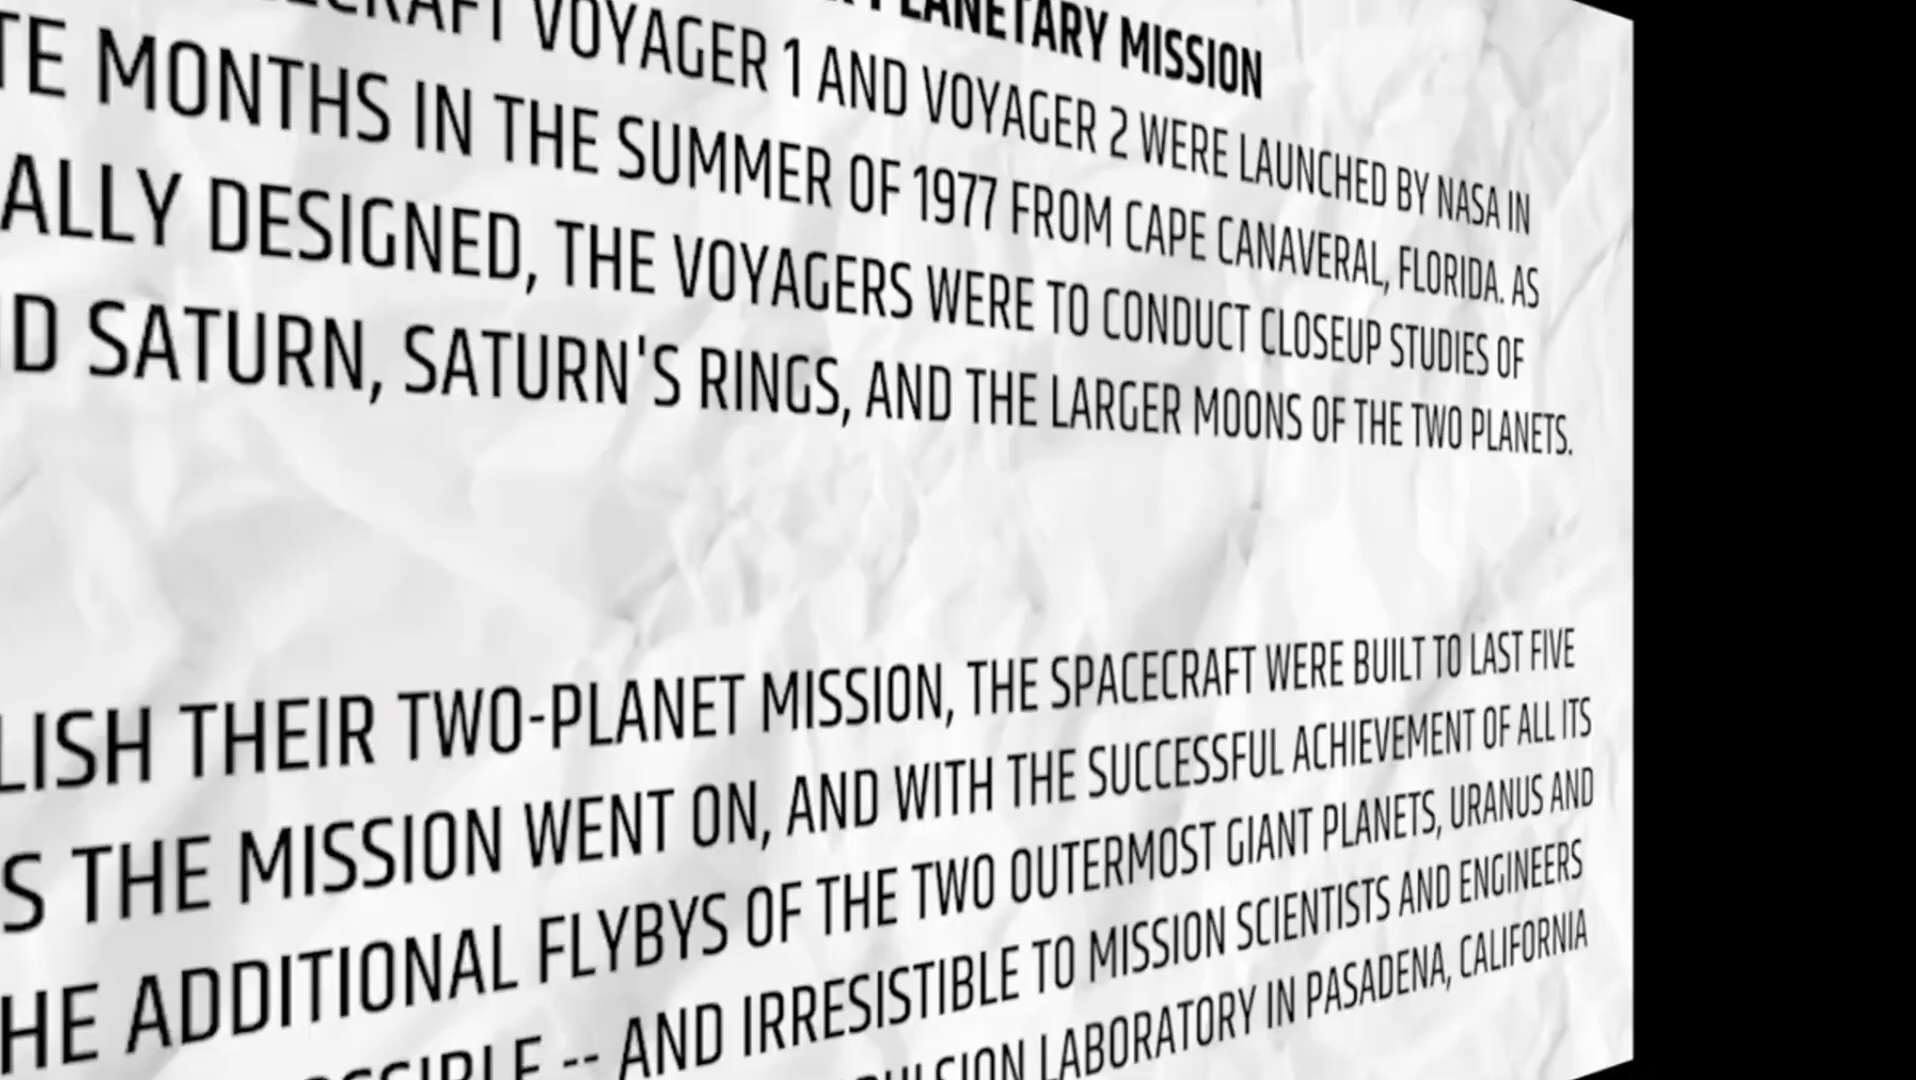 PLANETARY MISSION
VOYAGER 1 AND VOYAGER 2 WERE LAUNCHED BY NASA IN
TE MONTHS IN THE SUMMER OF 1977 FROM CAPE CANAVERAL, FLORIDA. AS
ALLY DESIGNED, THE VOYAGERS WERE TO CONDUCT CLOSEUP STUDIES OF
D SATURN, SATURN'S RINGS, AND THE LARGER MOONS OF THE TWO PLANETS.
LISH THEIR TWO-PLANET MISSION, THE SPACECRAFT WERE BUILT TO LAST FIVE
S THE MISSION WENT ON, AND WITH THE SUCCESSFUL ACHIEVEMENT OF ALL ITS
HE ADDITIONAL FLYBYS OF THE TWO OUTERMOST GIANT PLANETS, URANUS AND
-- AND IRRESISTIBLE TO MISSION SCIENTISTS AND ENGINEERS
LABORATORY IN PASADENA, CALIFORNIA